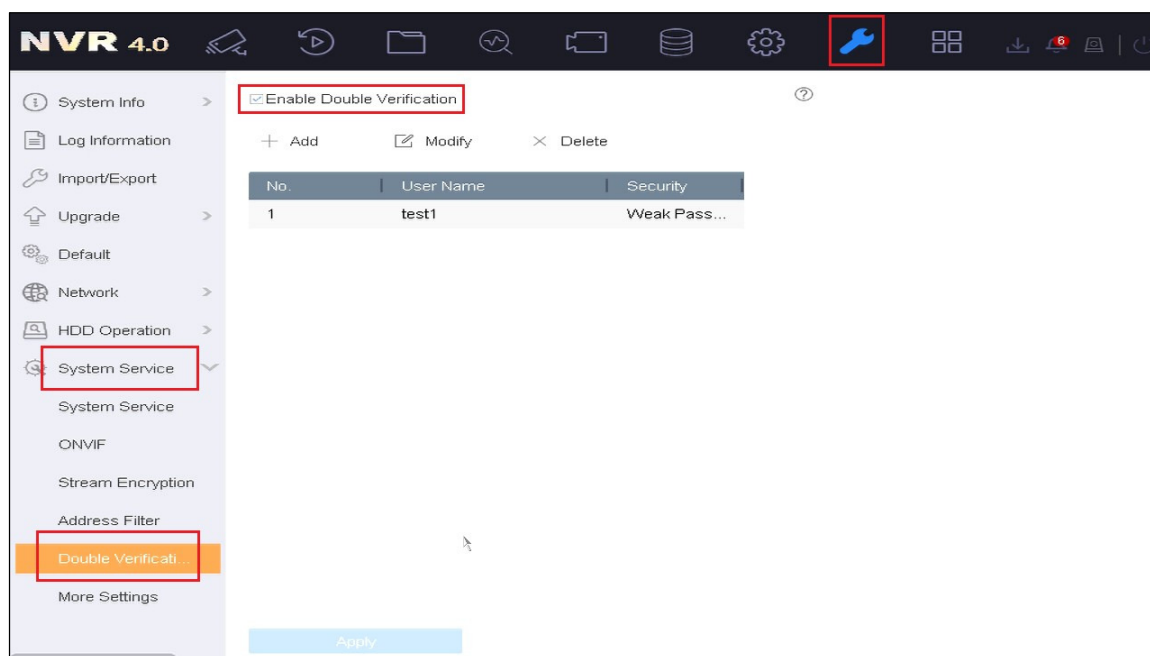 NVR 4.0
6
System Info
Log Information
Import/Export
Upgrade
Default
Network
HDD Operation
System Service
System Service
ONVIF
Stream Encryption
Address Filter
Double Verificati...
More Settings
Enable Double Verification
Add Modify Delete
No. User Name Security
1 test1 Weak Pass...
Apply